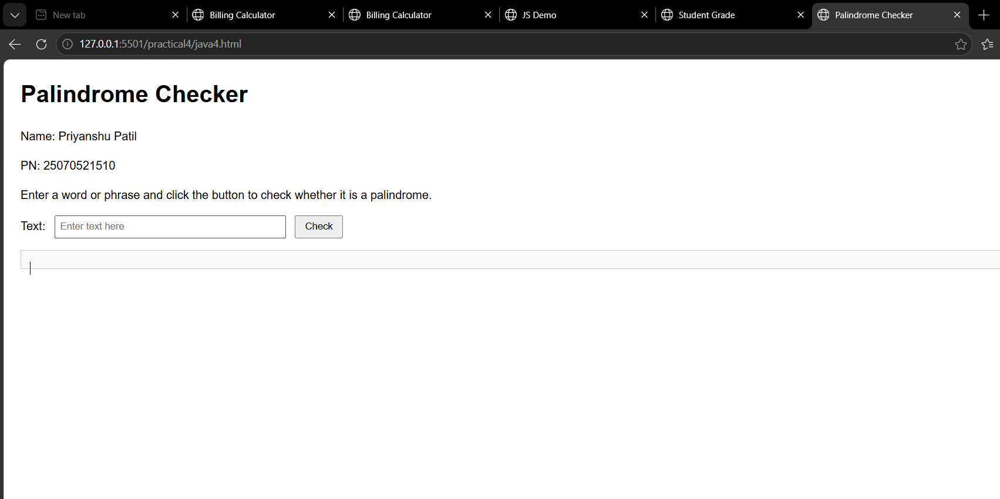 New tab
Billing Calculator
Billing Calculator
JS Demo
Student Grade
Palindrome Checker
127.0.0.1:5501/practical4/java4.html
Palindrome Checker
Name: Priyanshu Patil
PN: 25070521510
Enter a word or phrase and click the button to check whether it is a palindrome.
Text: Enter text here Check